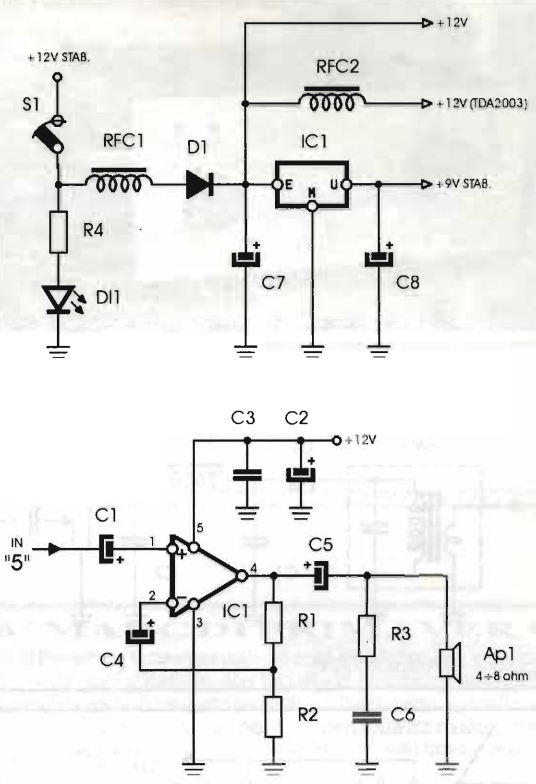 +12V
+12V STAB.
RFC2
S1
+12V (TDA2003)
RFC1
D1
IC1
E
M
U
+9V STAB.
R4
+
+
C7
C8
Dl1
C3
C2
+12V
+
C1
5
IN
"5"
1
+
+
C5
+
4
2
−
IC1
3
R1
R3
+
C4
Ap1
4÷8 ohm
R2
C6